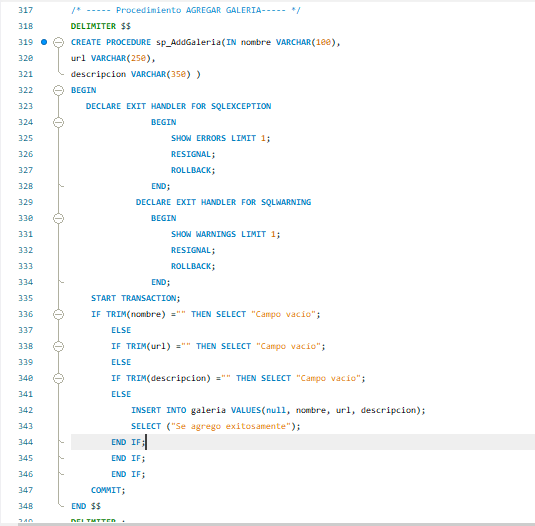 317 /* ----- Procedimiento AGREGAR GALERIA----- */
318 DELIMITER $$
319 CREATE PROCEDURE sp_AddGaleria(IN nombre VARCHAR(100),
320 url VARCHAR(250),
321 descripcion VARCHAR(350) )
322 BEGIN
323 DECLARE EXIT HANDLER FOR SQLEXCEPTION
324 BEGIN
325 SHOW ERRORS LIMIT 1;
326 RESIGNAL;
327 ROLLBACK;
328 END;
329 DECLARE EXIT HANDLER FOR SQLWARNING
330 BEGIN
331 SHOW WARNINGS LIMIT 1;
332 RESIGNAL;
333 ROLLBACK;
334 END;
335 START TRANSACTION;
336 IF TRIM(nombre) ="" THEN SELECT "Campo vacío";
337 ELSE
338 IF TRIM(url) ="" THEN SELECT "Campo vacío";
339 ELSE
340 IF TRIM(descripcion) ="" THEN SELECT "Campo vacío";
341 ELSE
342 INSERT INTO galeria VALUES(null, nombre, url, descripcion);
343 SELECT ("Se agrego exitosamente");
344 END IF;
345 END IF;
346 END IF;
347 COMMIT;
348 END $$
349 DELIMITER ;